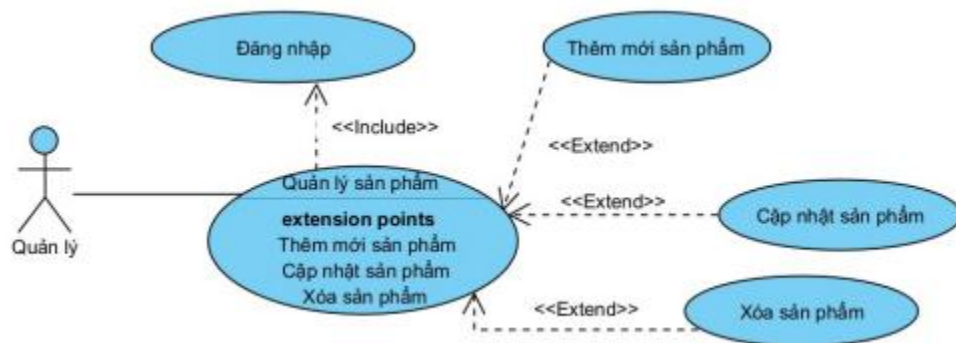 Đăng nhập
Thêm mới sản phẩm
<<Include>>
<<Extend>>
Quản lý sản phẩm
<<Extend>>
Cập nhật sản phẩm
extension points
Thêm mới sản phẩm
Cập nhật sản phẩm
Xóa sản phẩm
Quản lý
<<Extend>>
Xóa sản phẩm